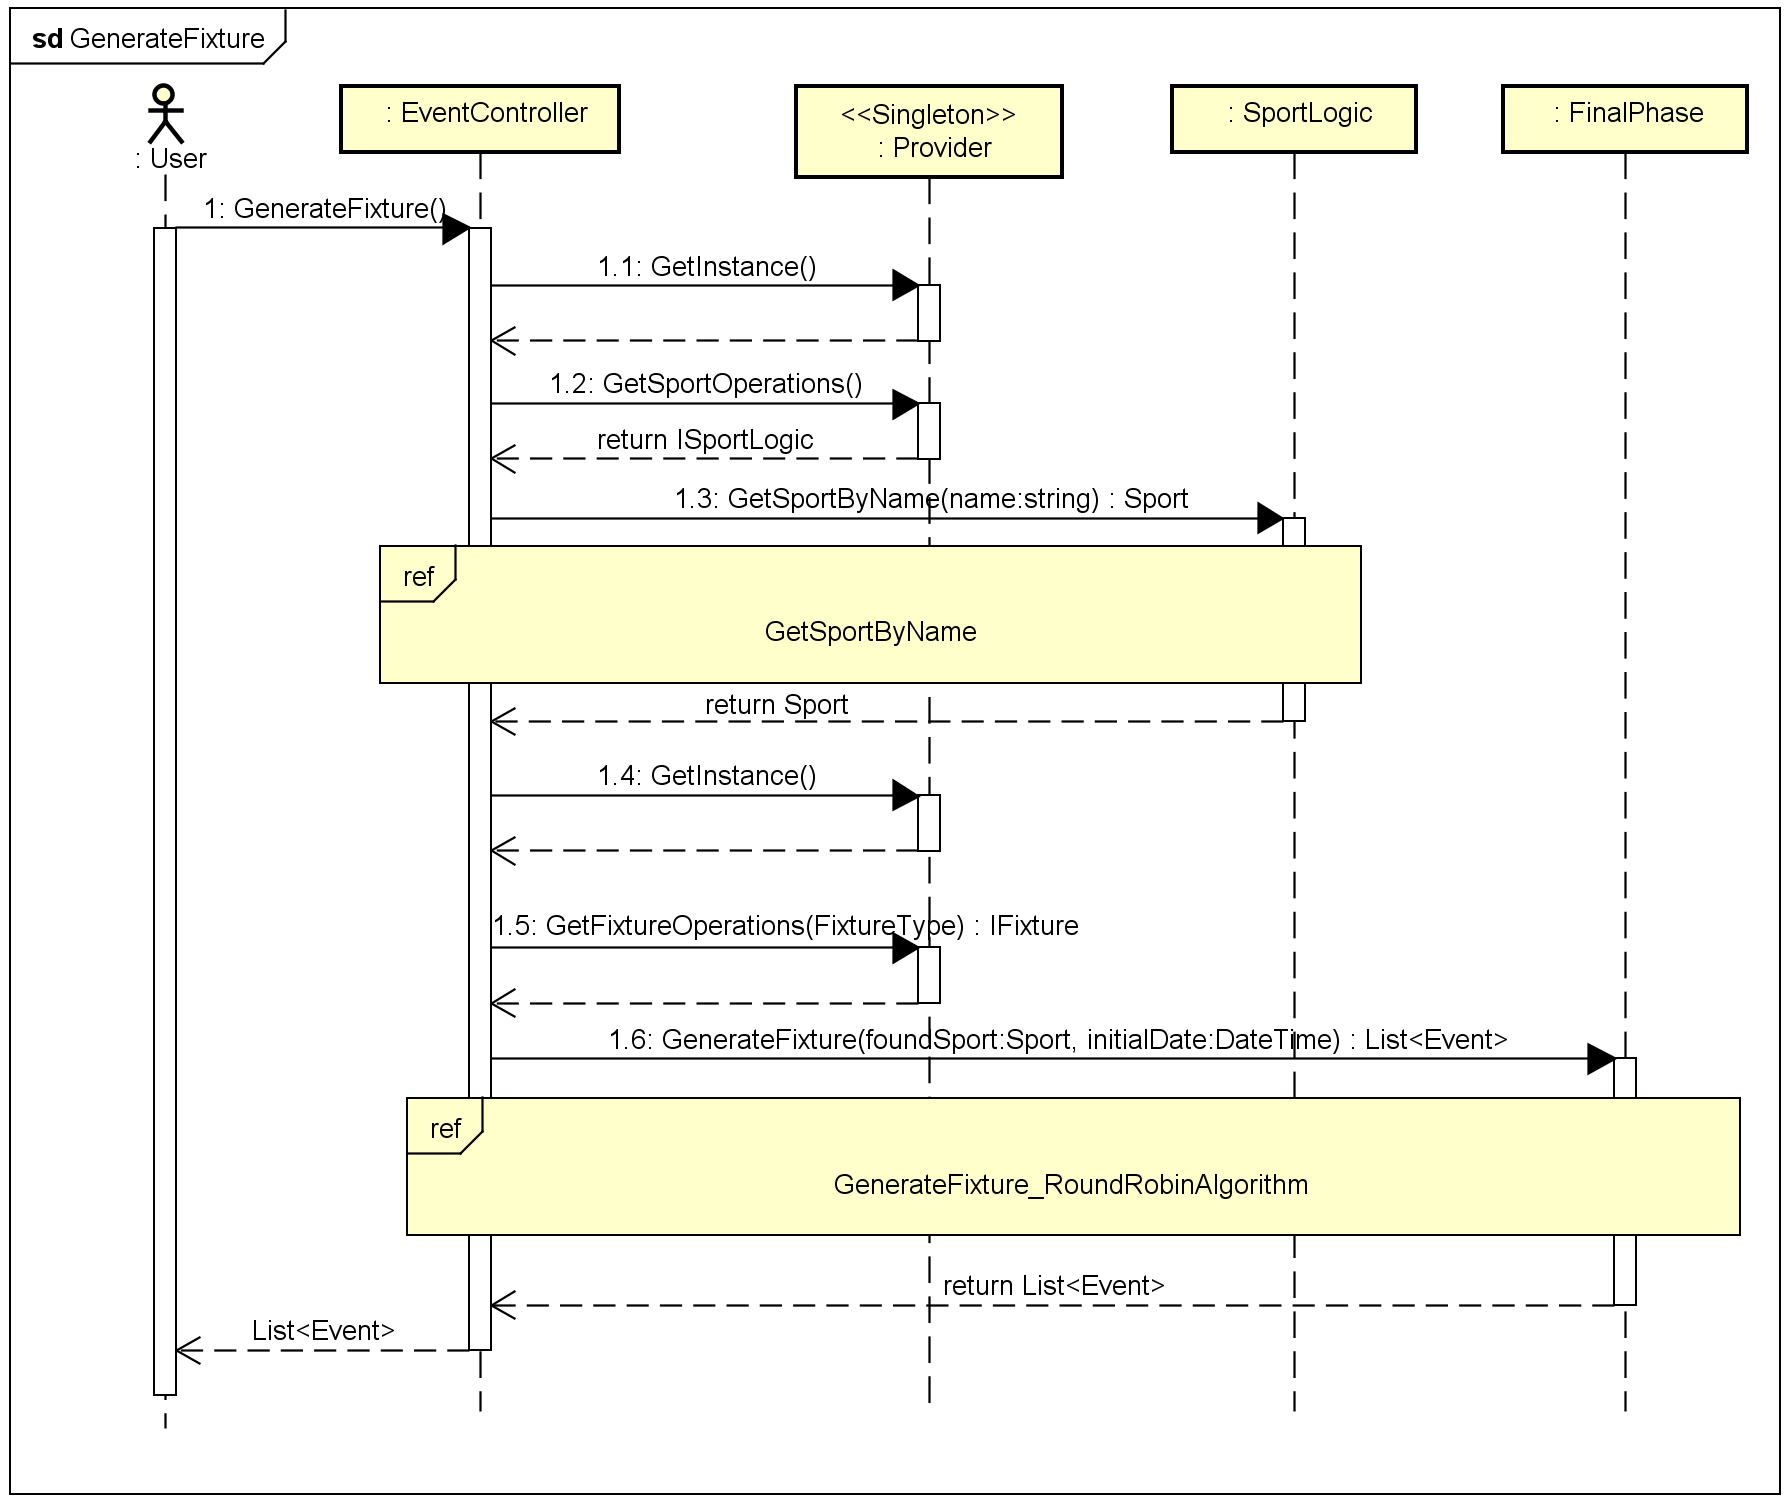 sd GenerateFixture
: User
: EventController
<<Singleton>>
: Provider
: SportLogic
: FinalPhase
1: GenerateFixture()
1.1: GetInstance()
1.2: GetSportOperations()
return ISportLogic
1.3: GetSportByName(name:string) : Sport
ref
GetSportByName
return Sport
1.4: GetInstance()
1.5: GetFixtureOperations(FixtureType) : IFixture
1.6: GenerateFixture(foundSport:Sport, initialDate:DateTime) : List<Event>
ref
GenerateFixture_RoundRobinAlgorithm
return List<Event>
List<Event>